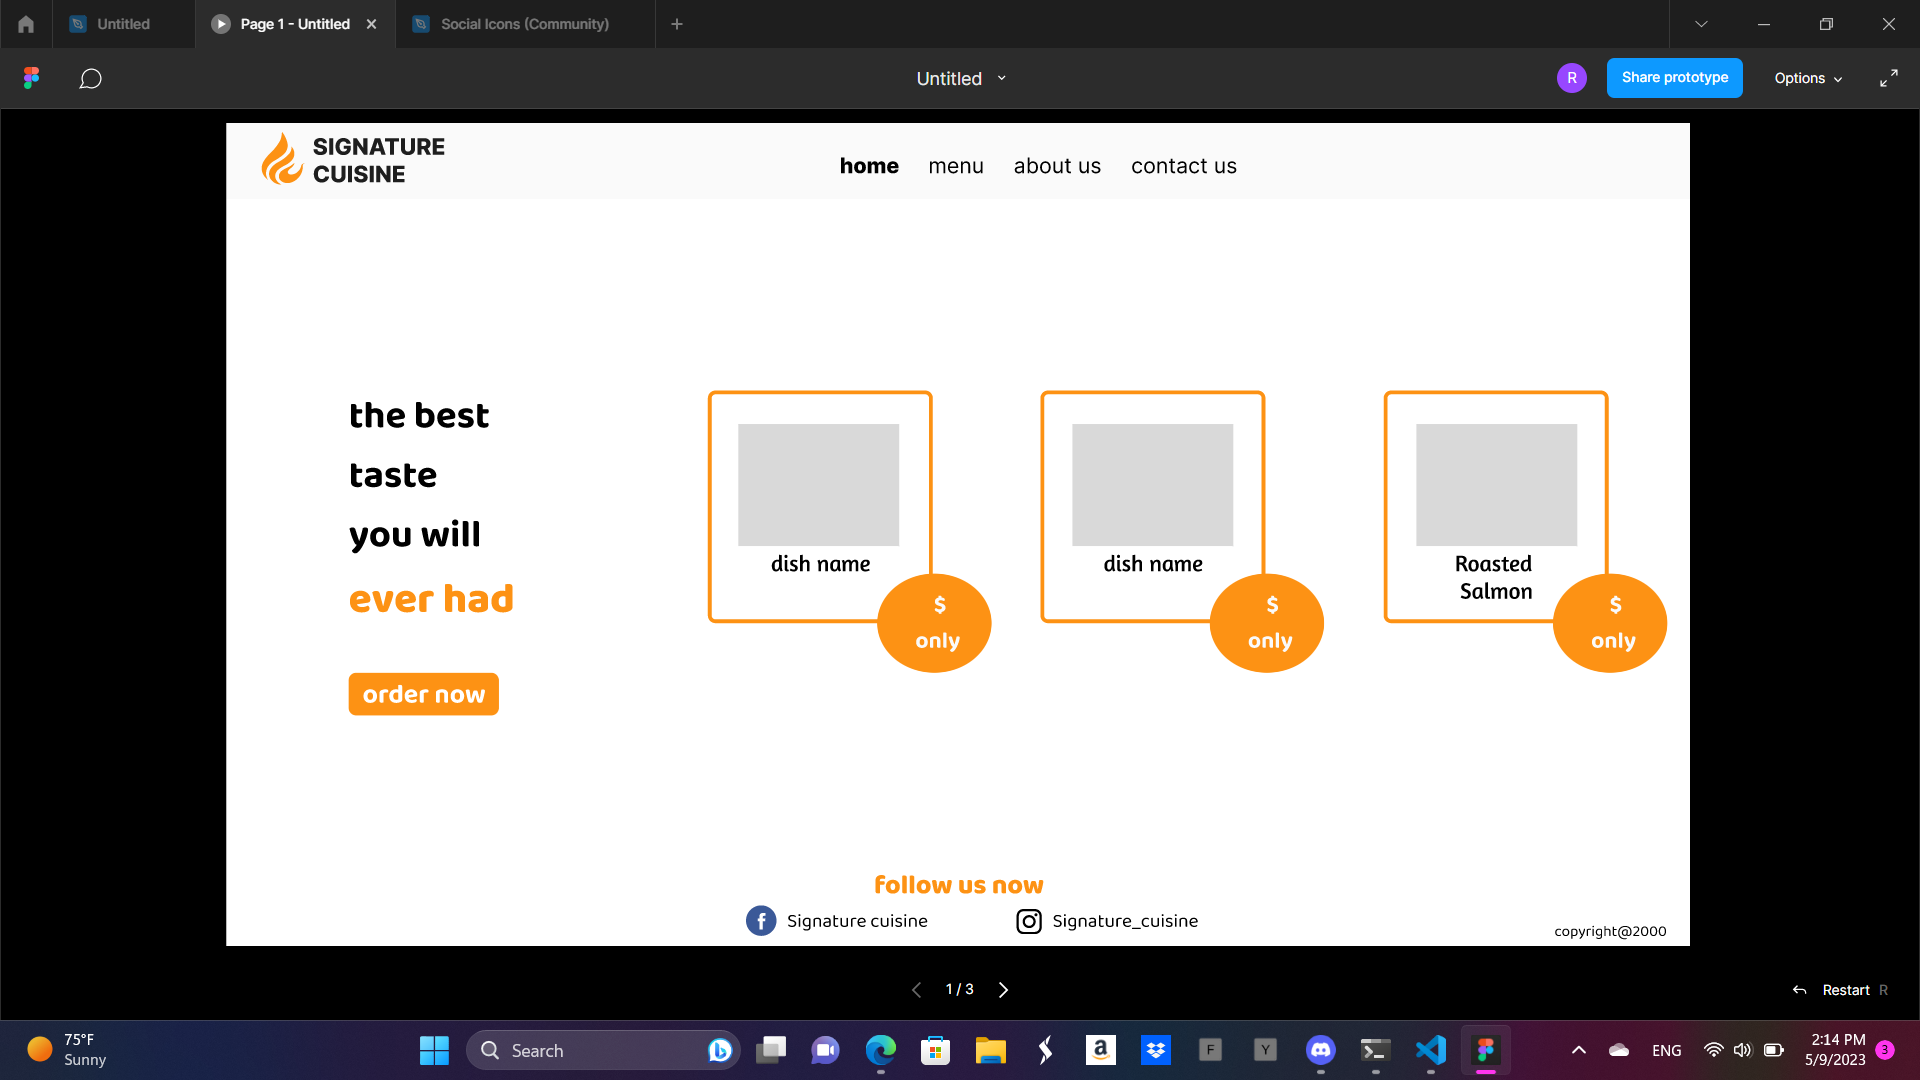 Untitled
Page 1 - Untitled
Social Icons (Community)
Untitled
R
Share prototype
Options
SIGNATURE
CUISINE
home
menu
about us
contact us
the best
taste
you will
ever had
order now
dish name
$
only
dish name
$
only
Roasted
Salmon
$
only
follow us now
f
Signature cuisine
Signature_cuisine
copyright@2000
1 / 3
Restart R
75°F
Sunny
Search
b
a
F
Y
ENG
2:14 PM
5/9/2023
3